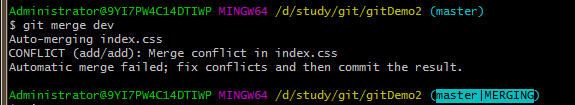 Administrator@9YI7PW4C14DTIWP MINGW64 /d/study/git/gitDemo2 (master)
$ git merge dev
Auto-merging index.css
CONFLICT (add/add): Merge conflict in index.css
Automatic merge failed; fix conflicts and then commit the result.
Administrator@9YI7PW4C14DTIWP MINGW64 /d/study/git/gitDemo2 (master|MERGING)